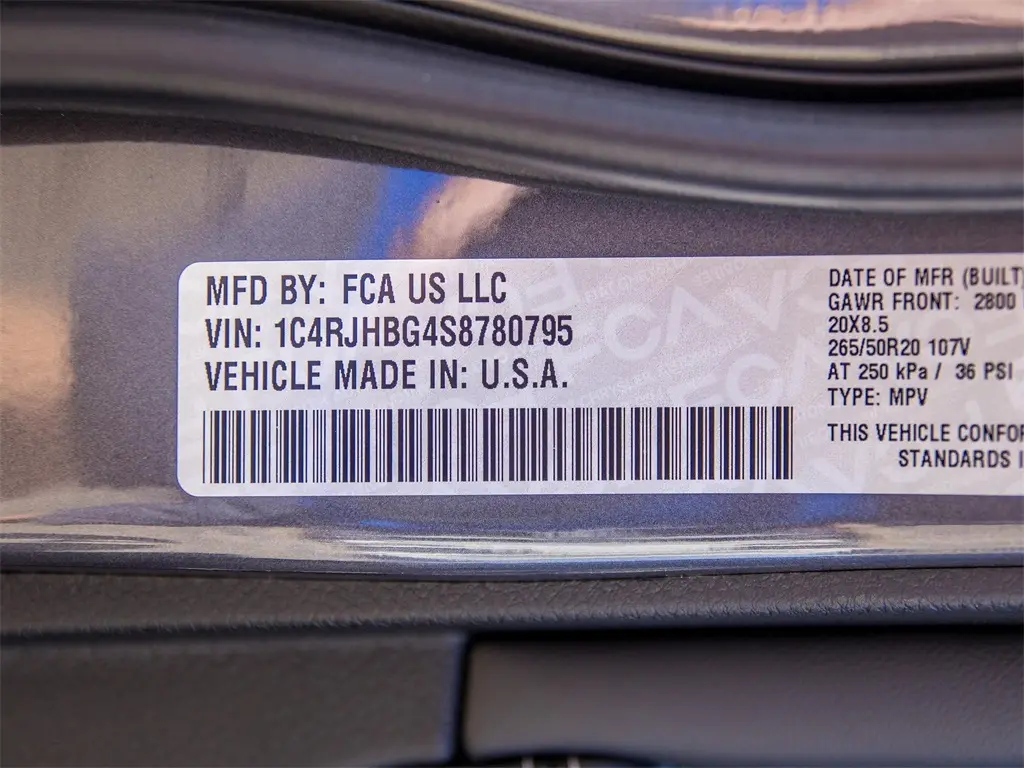 MFD BY: FCA US LLC
VIN: 1C4RJHBG4S8780795
VEHICLE MADE IN: U.S.A.
DATE OF MFR (BUILT)
GAWR FRONT: 2800
20X8.5
265/50R20 107V
AT 250 kPa / 36 PSI
TYPE: MPV
THIS VEHICLE CONFOR
STANDARDS I